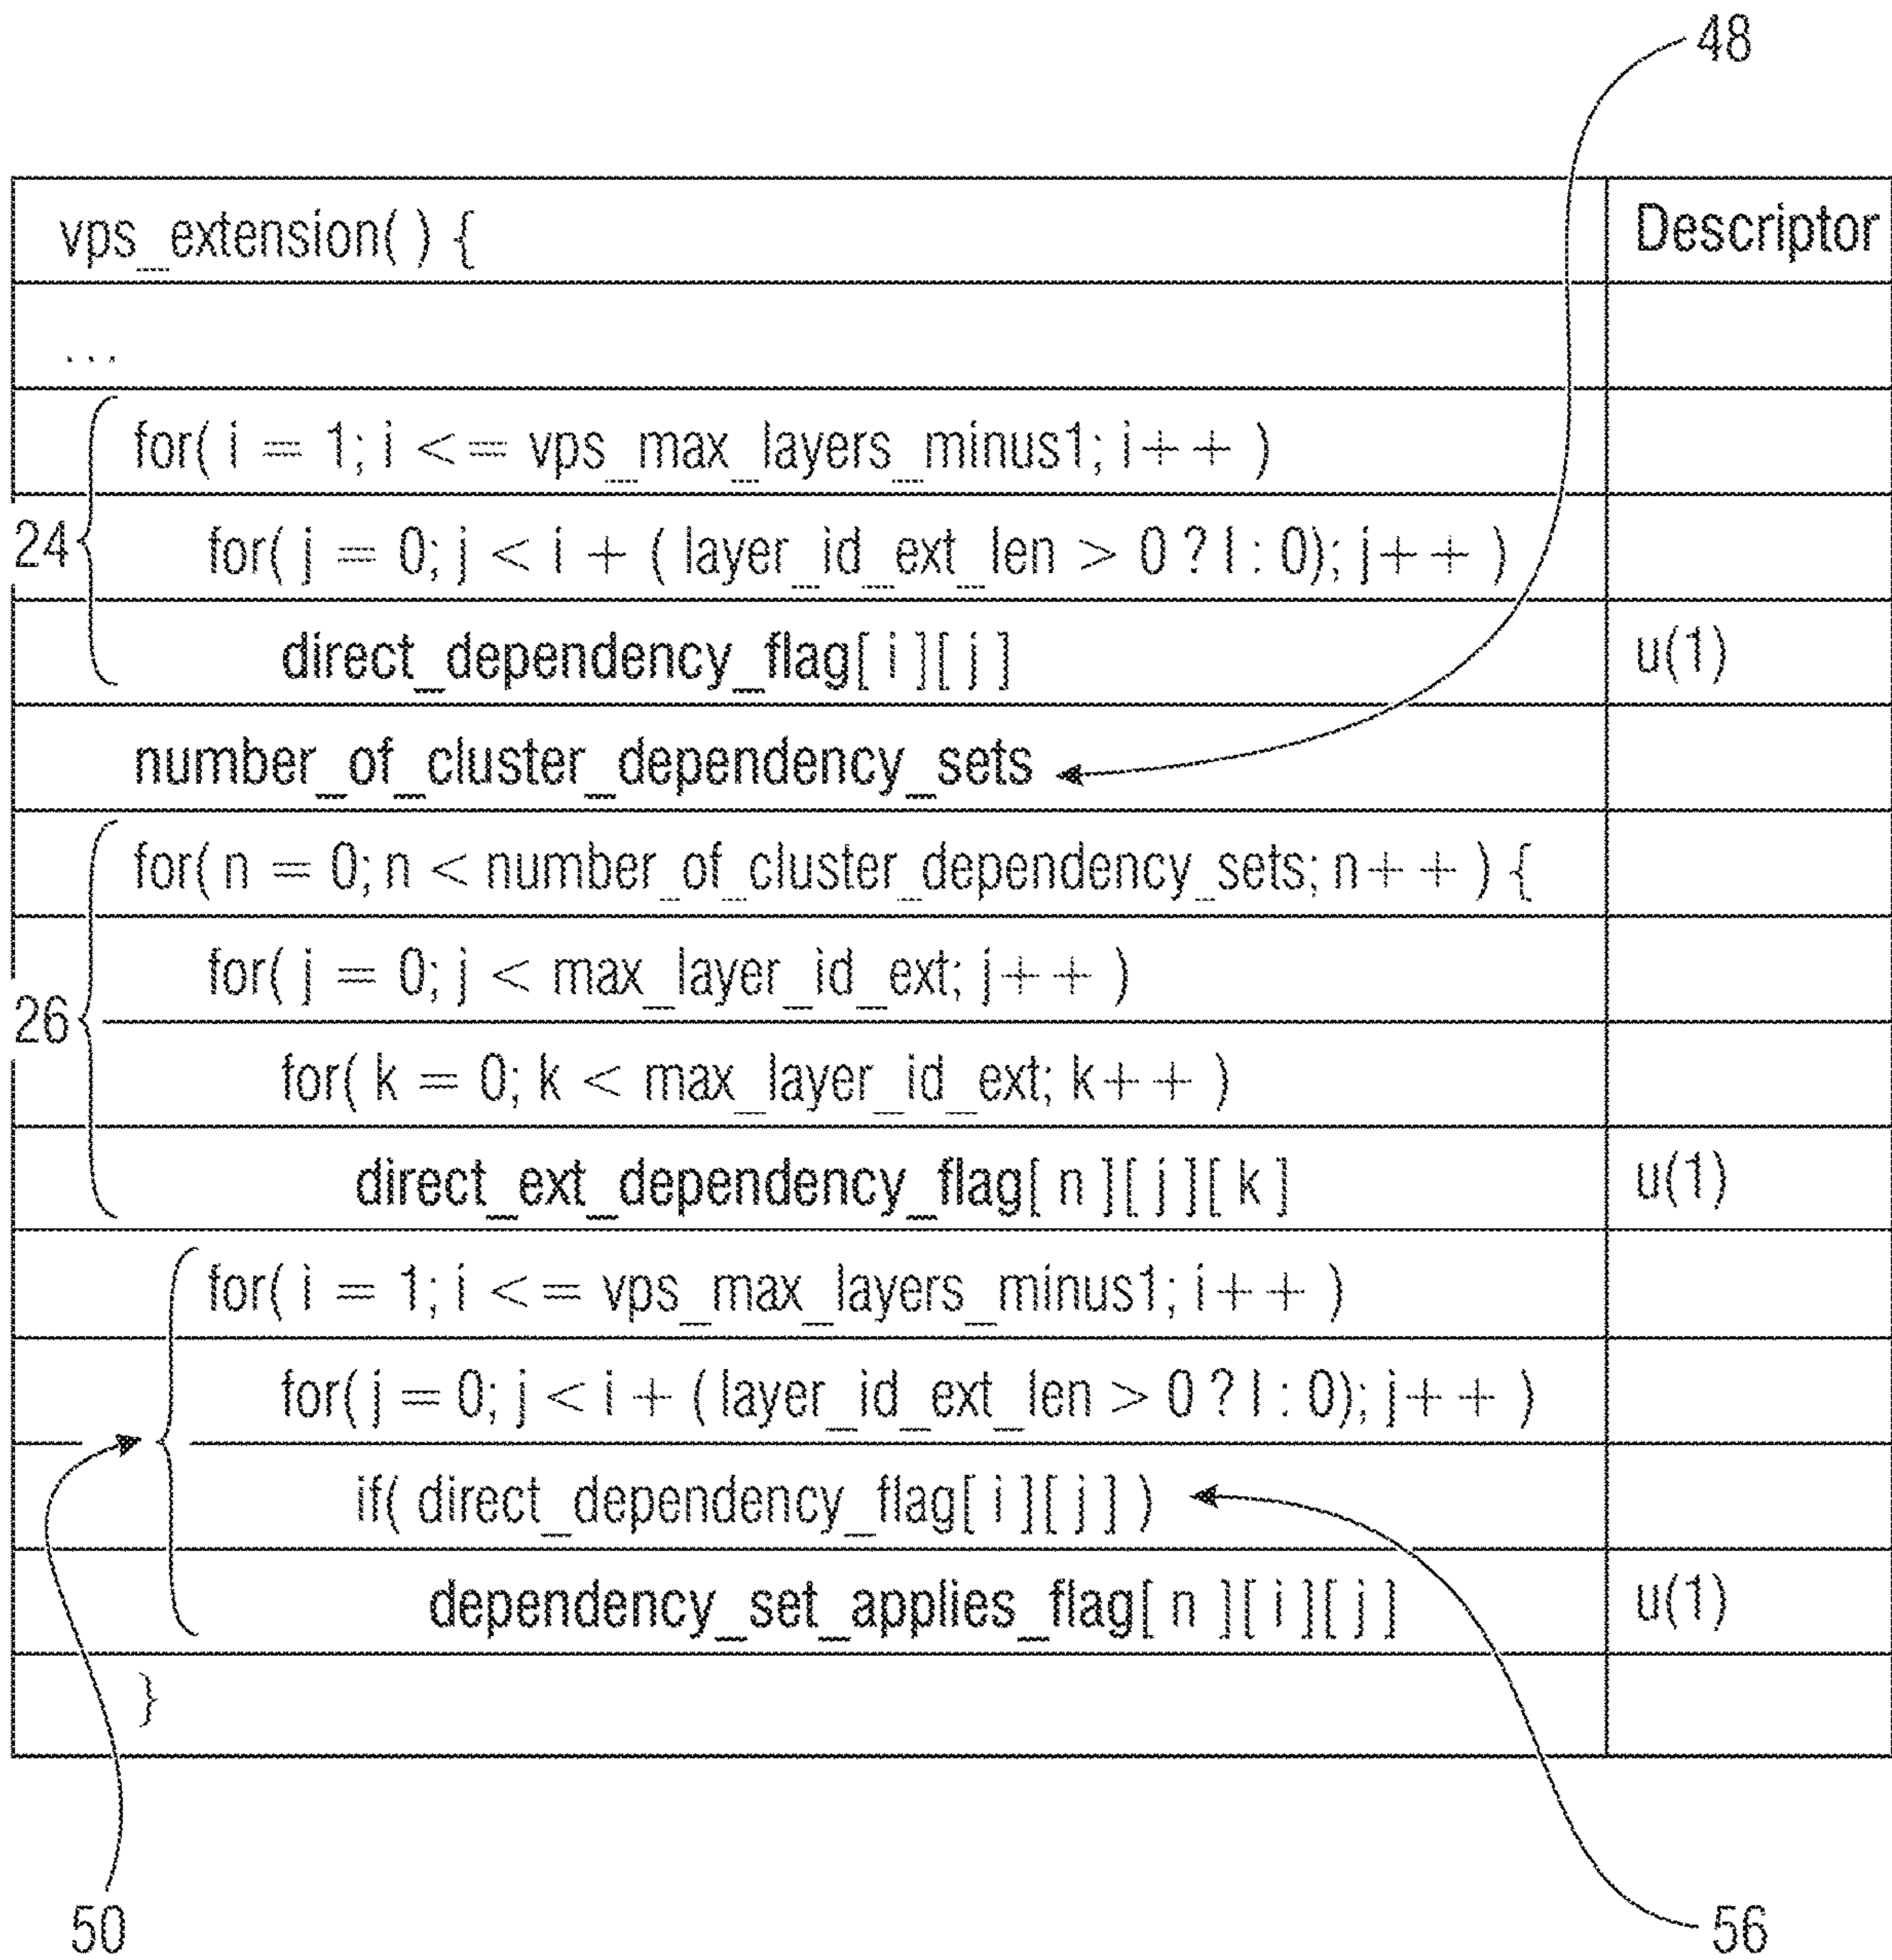 48
vps_extension( ) {
Descriptor
...
for( i = 1; i <= vps_max_layers_minus1; i++ )
24
for( j = 0; j < i + ( layer_id_ext_len > 0 ? l : 0); j++ )
direct_dependency_flag[ i ][ j ]
u(1)
number_of_cluster_dependency_sets
for( n = 0; n < number_of_cluster_dependency_sets; n++ ) {
for( j = 0; j < max_layer_id_ext; j++ )
26
for( k = 0; k < max_layer_id_ext; k++ )
direct_ext_dependency_flag[ n ][ j ][ k ]
u(1)
for( i = 1; i <= vps_max_layers_minus1; i++ )
for( j = 0; j < i + ( layer_id_ext_len > 0 ? l : 0); j++ )
if( direct_dependency_flag[ i ][ j ] )
dependency_set_applies_flag[ n ][ i ][ j ]
u(1)
}
50
56